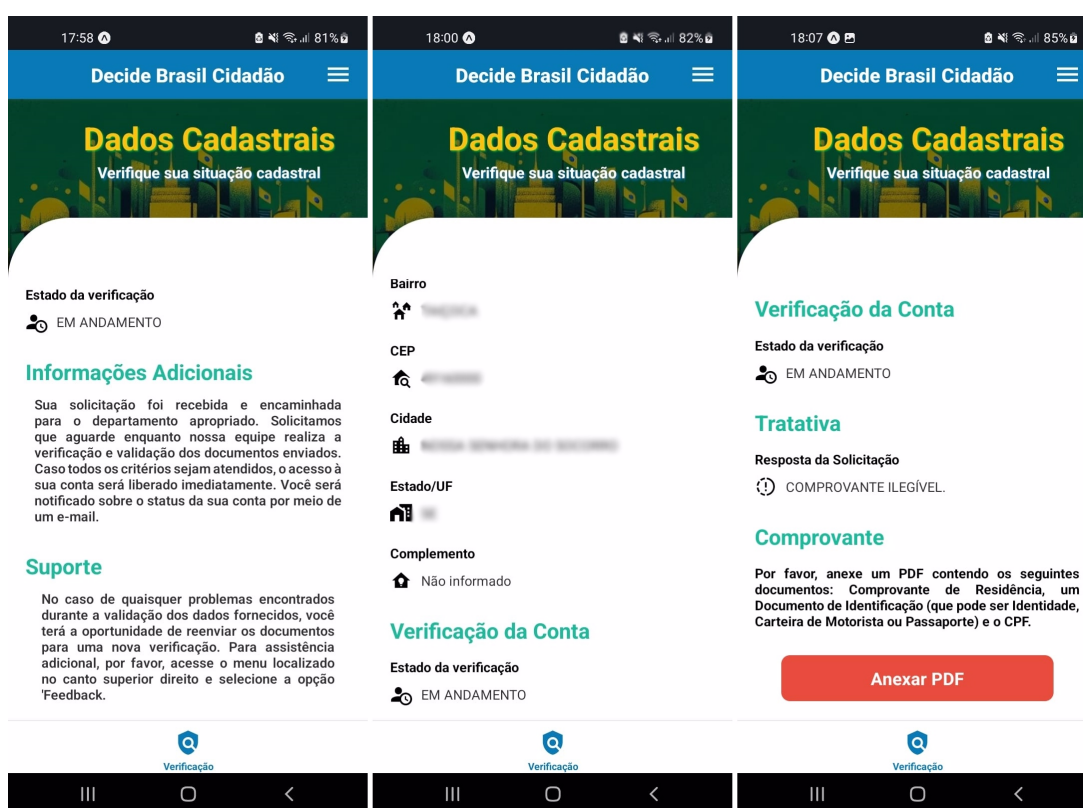 17:58
81%
Decide Brasil Cidadão
Dados Cadastrais
Verifique sua situação cadastral
Estado da verificação
EM ANDAMENTO
Informações Adicionais
Sua solicitação foi recebida e encaminhada
para o departamento apropriado. Solicitamos
que aguarde enquanto nossa equipe realiza a
verificação e validação dos documentos enviados.
Caso todos os critérios sejam atendidos, o acesso à
sua conta será liberado imediatamente. Você será
notificado sobre o status da sua conta por meio de
um e-mail.
Suporte
No caso de quaisquer problemas encontrados
durante a validação dos dados fornecidos, você
terá a oportunidade de reenviar os documentos
para uma nova verificação. Para assistência
adicional, por favor, acesse o menu localizado
no canto superior direito e selecione a opção
'Feedback.
Verificação
18:00
82%
Decide Brasil Cidadão
Dados Cadastrais
Verifique sua situação cadastral
Bairro
CEP
Cidade
Estado/UF
Complemento
Não informado
Verificação da Conta
Estado da verificação
EM ANDAMENTO
Verificação
18:07
85%
Decide Brasil Cidadão
Dados Cadastrais
Verifique sua situação cadastral
Verificação da Conta
Estado da verificação
EM ANDAMENTO
Tratativa
Resposta da Solicitação
COMPROVANTE ILEGÍVEL.
Comprovante
Por favor, anexe um PDF contendo os seguintes
documentos: Comprovante de Residência, um
Documento de Identificação (que pode ser Identidade,
Carteira de Motorista ou Passaporte) e o CPF.
Anexar PDF
Verificação